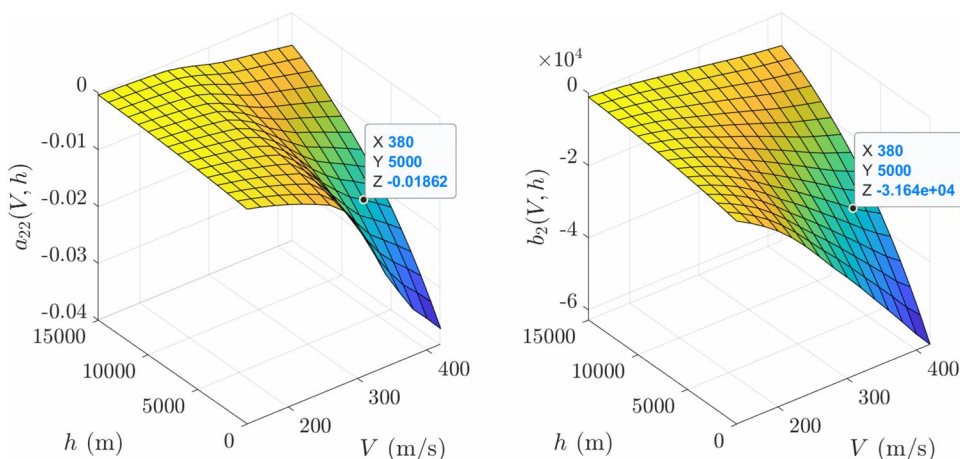 0
-0.01
-0.02
-0.03
-0.04
a₂₂(V, h)
15000
10000
5000
0
h (m)
200
300
400
V (m/s)
X 380
Y 5000
Z -0.01862
×10⁴
0
-2
-4
-6
b₂(V, h)
15000
10000
5000
0
h (m)
200
300
400
V (m/s)
X 380
Y 5000
Z -3.164e+04